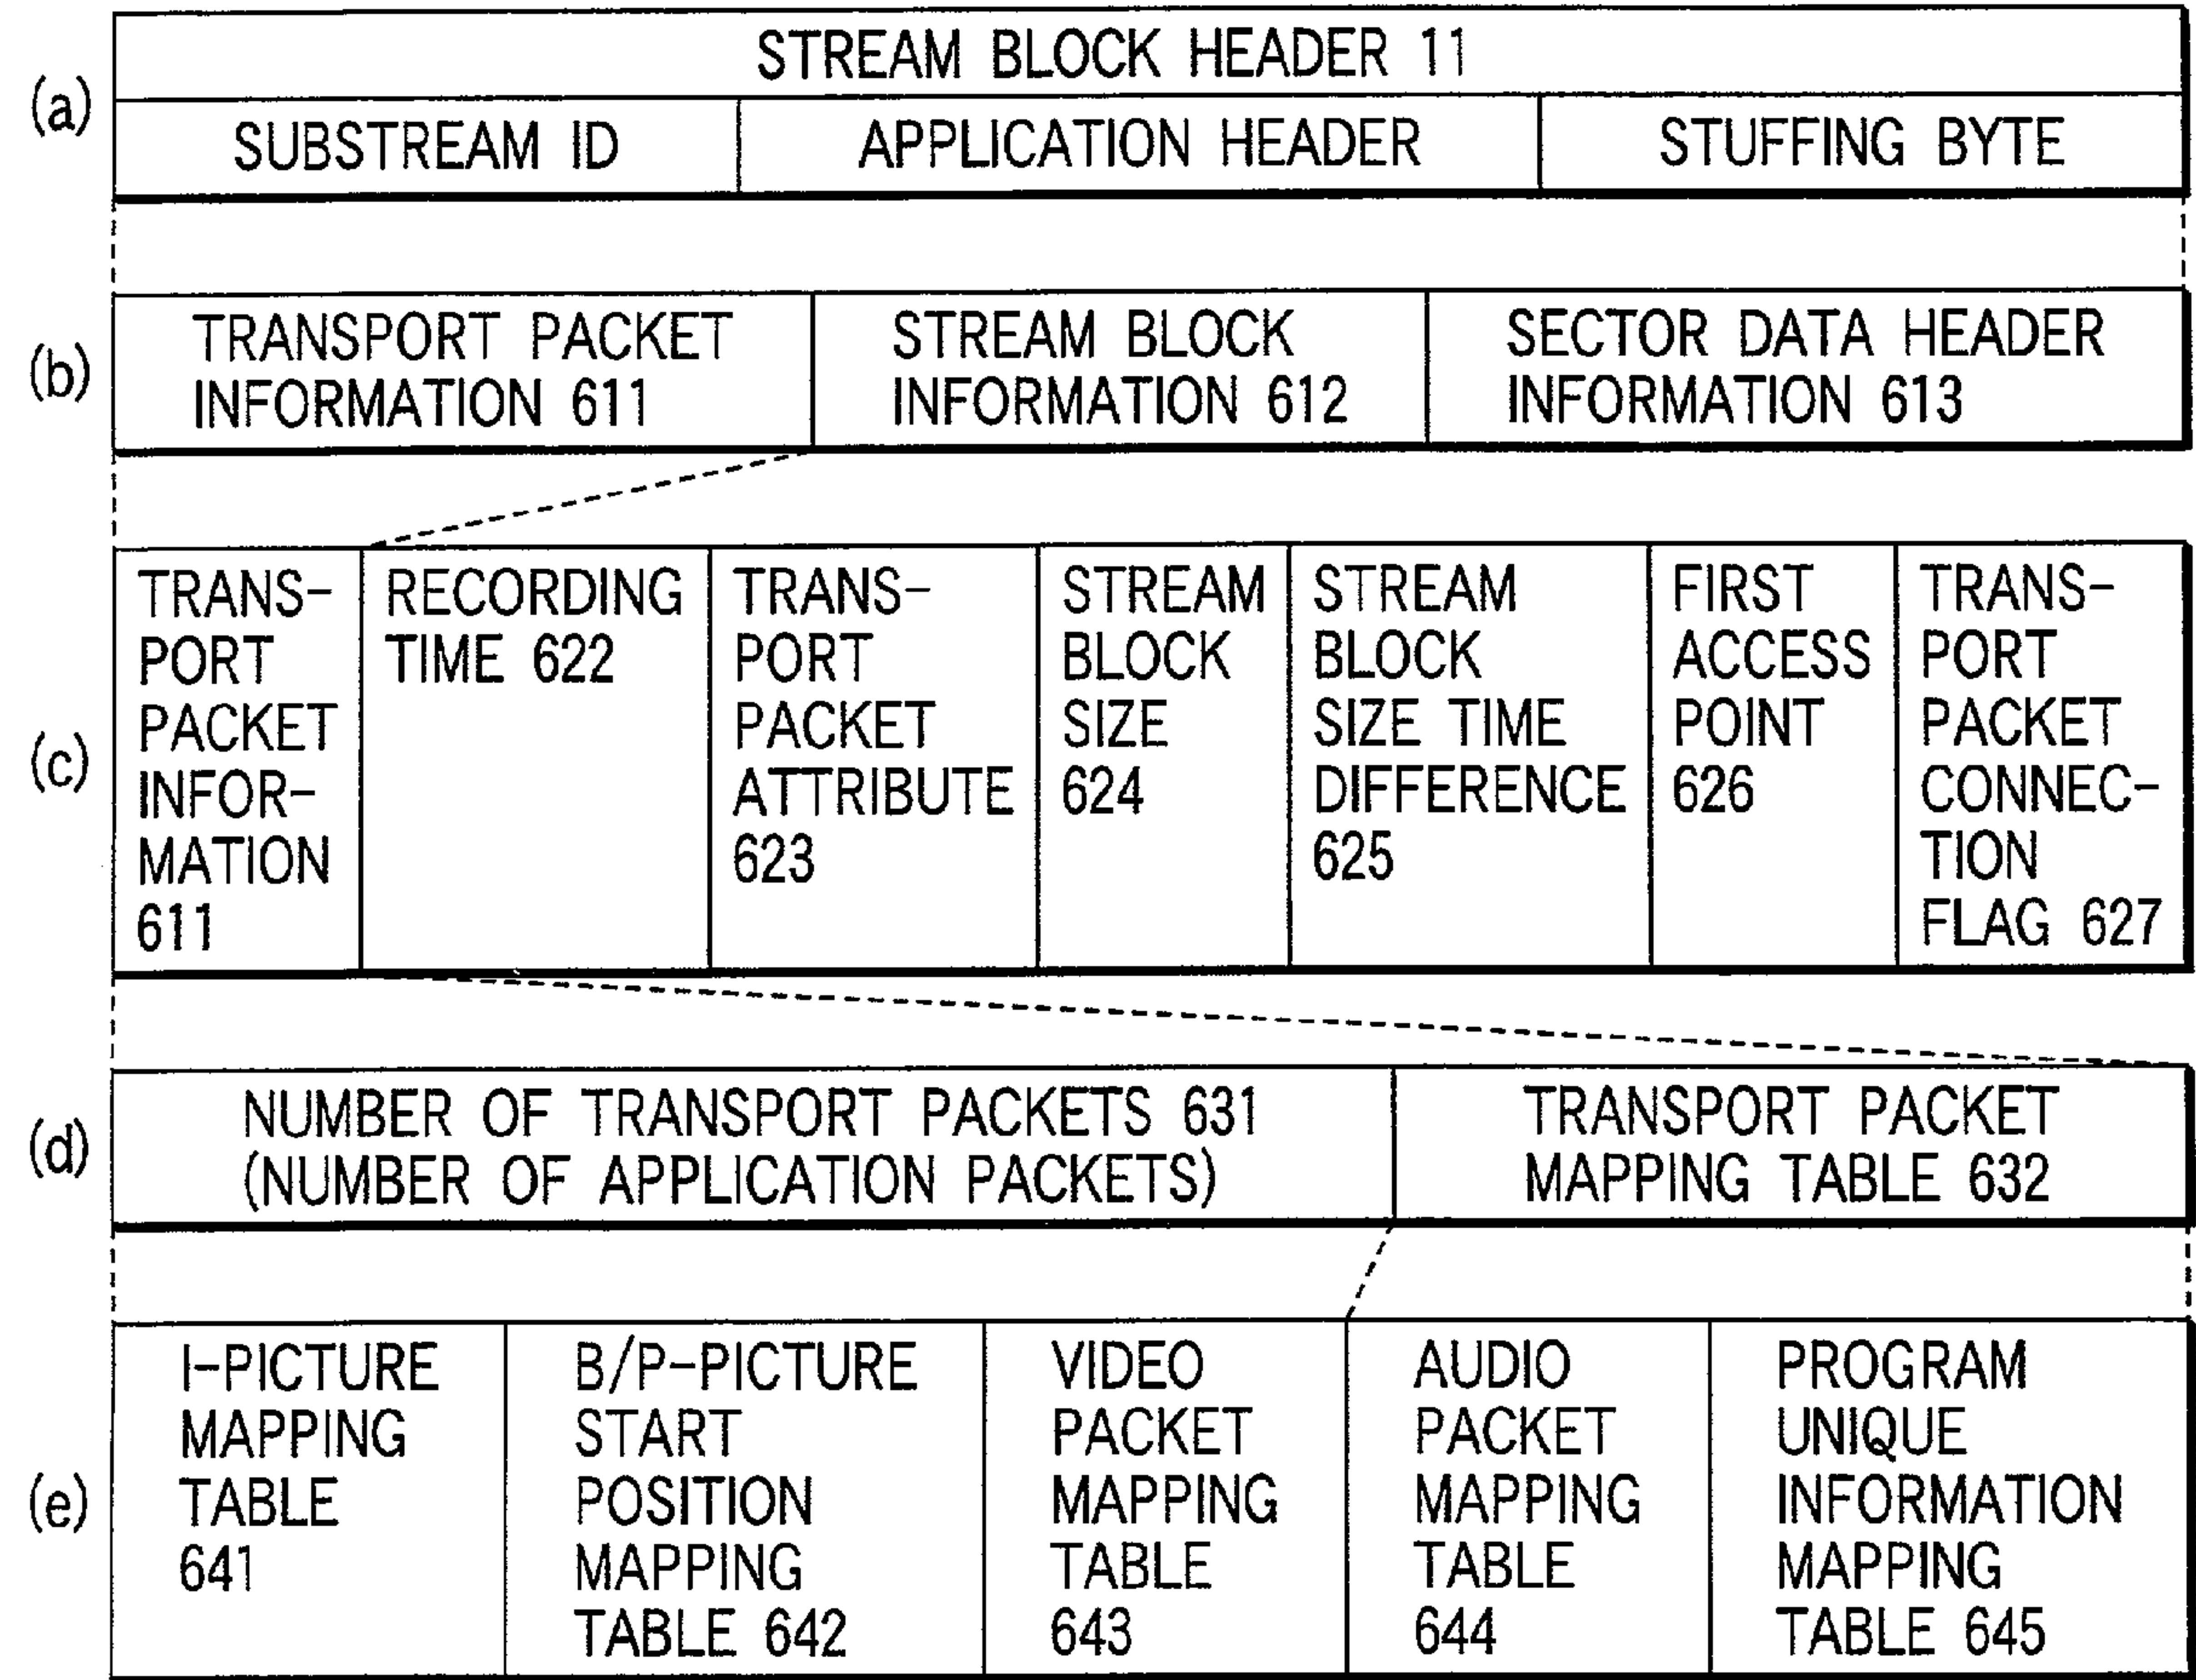 (a)
STREAM BLOCK HEADER 11
SUBSTREAM ID
APPLICATION HEADER
STUFFING BYTE
(b)
TRANSPORT PACKET
INFORMATION 611
STREAM BLOCK
INFORMATION 612
SECTOR DATA HEADER
INFORMATION 613
(c)
TRANS-
PORT
PACKET
INFOR-
MATION
611
RECORDING
TIME 622
TRANS-
PORT
PACKET
ATTRIBUTE
623
STREAM
BLOCK
SIZE
624
STREAM
BLOCK
SIZE TIME
DIFFERENCE
625
FIRST
ACCESS
POINT
626
TRANS-
PORT
PACKET
CONNEC-
TION
FLAG 627
(d)
NUMBER OF TRANSPORT PACKETS 631
(NUMBER OF APPLICATION PACKETS)
TRANSPORT PACKET
MAPPING TABLE 632
(e)
I-PICTURE
MAPPING
TABLE
641
B/P-PICTURE
START
POSITION
MAPPING
TABLE 642
VIDEO
PACKET
MAPPING
TABLE
643
AUDIO
PACKET
MAPPING
TABLE
644
PROGRAM
UNIQUE
INFORMATION
MAPPING
TABLE 645